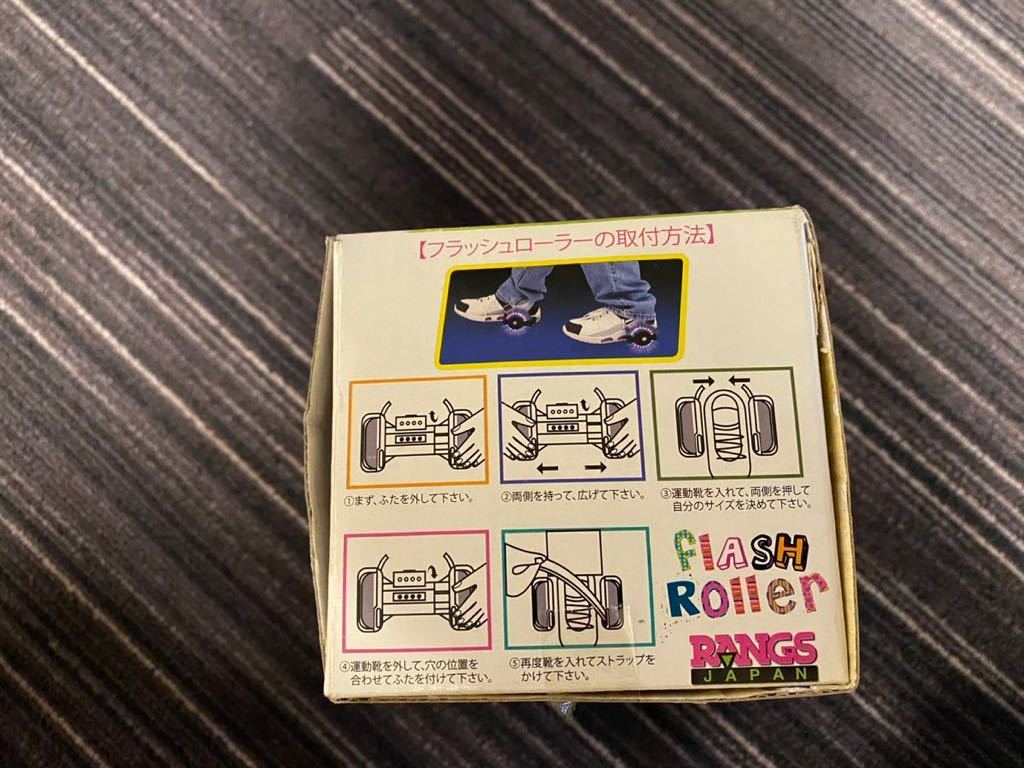 【フラッシュローラーの取付方法】
①まず、ふたを外して下さい。
②両側を持って、広げて下さい。
③運動靴を入れて、両側を押して
自分のサイズを決めて下さい。
④運動靴を外して、穴の位置を
合わせてふたを付けて下さい。
⑤再度靴を入れてストラップを
かけて下さい。
flASH
Roller
RANGS™
JAPAN